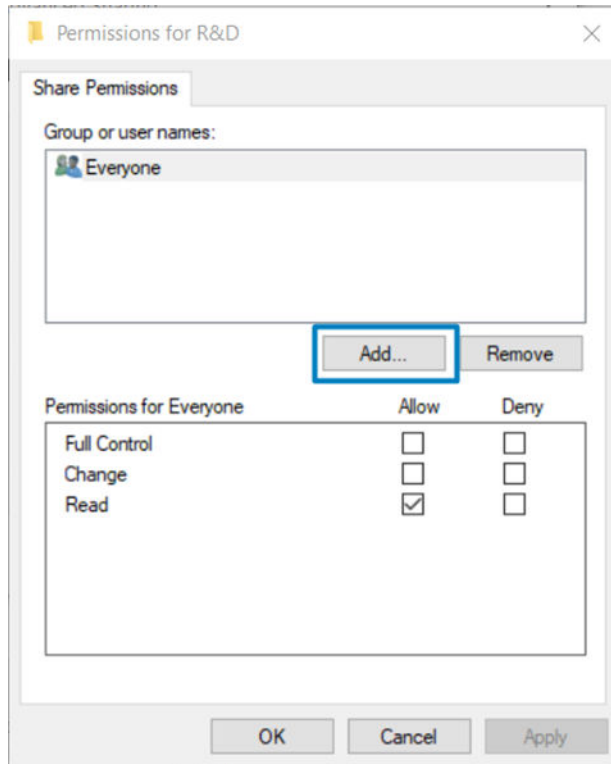 Permissions for R&D
Share Permissions
Group or user names:
Everyone
Add... Remove
Permissions for Everyone Allow Deny
Full Control
Change
Read
OK Cancel Apply